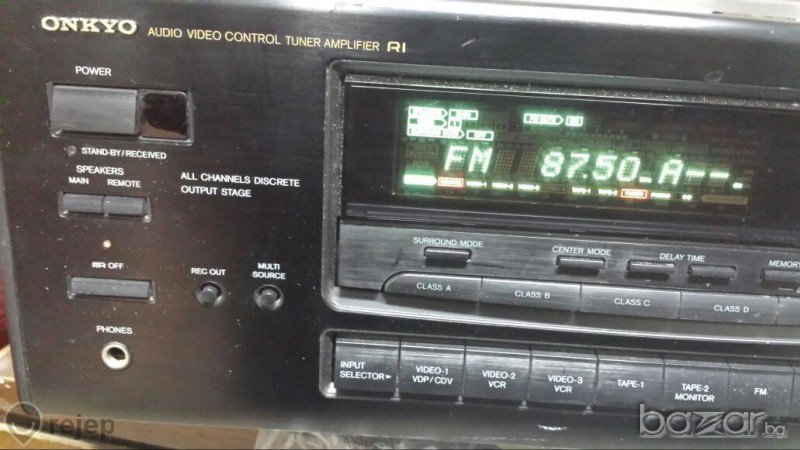 ONKYO AUDIO VIDEO CONTROL TUNER AMPLIFIER RI
POWER
STAND-BY/RECEIVED
SPEAKERS
MAIN REMOTE
ALL CHANNELS DISCRETE
OUTPUT STAGE
OFF
REC OUT
MULTI
SOURCE
PHONES
FM 87.50 A--
SURROUND MODE
CENTER MODE
DELAY TIME
MEMORY
CLASS A
CLASS B
CLASS C
CLASS D
INPUT
SELECTOR
VIDEO-1
VDP/CDV
VIDEO-2
VCR
VIDEO-3
VCR
TAPE-1
TAPE-2
MONITOR
FM
rejep
bazar.bg